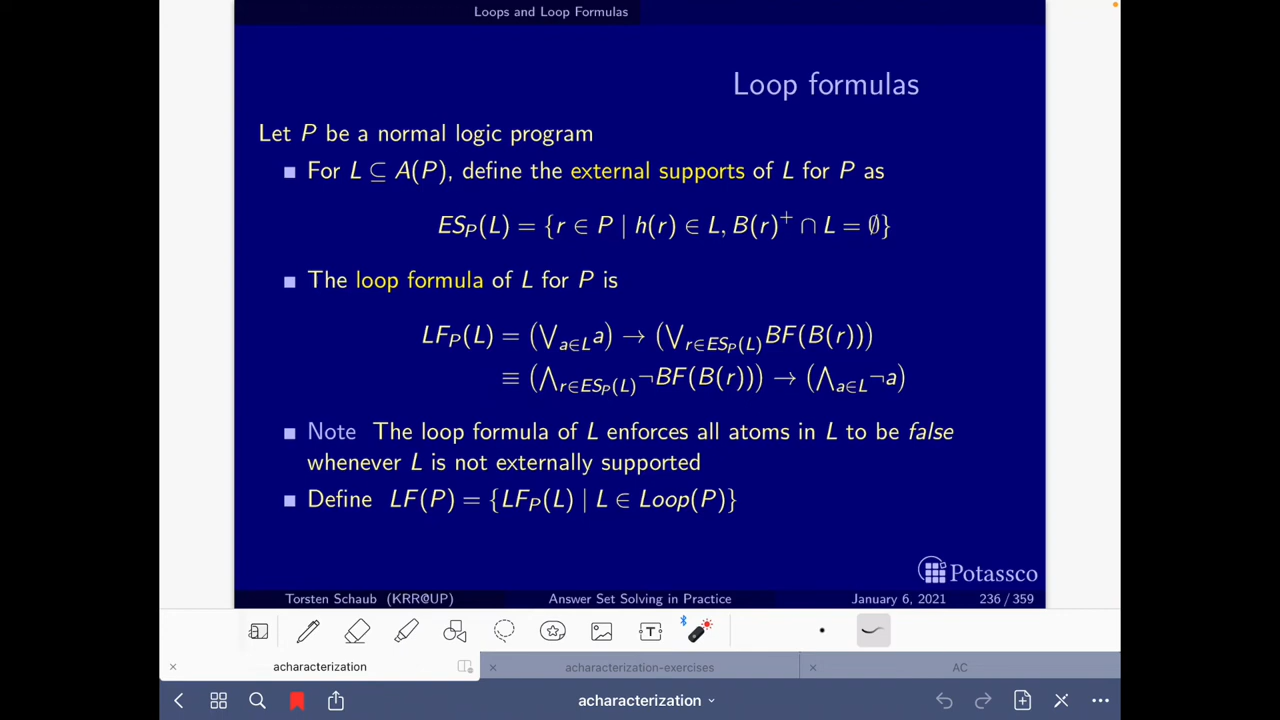 Loops and Loop Formulas
Loop formulas
Let P be a normal logic program
■ For L ⊆ A(P), define the external supports of L for P as
ES_P(L) = {r ∈ P | h(r) ∈ L, B(r)⁺ ∩ L = ∅}
■ The loop formula of L for P is
LF_P(L) = (⋁_{a∈L} a) → (⋁_{r∈ES_P(L)} BF(B(r)))
≡ (⋀_{r∈ES_P(L)} ¬BF(B(r))) → (⋀_{a∈L} ¬a)
■ Note The loop formula of L enforces all atoms in L to be false
whenever L is not externally supported
■ Define LF(P) = {LF_P(L) | L ∈ Loop(P)}
Potassco
Torsten Schaub (KRR@UP) Answer Set Solving in Practice January 6, 2021 236 / 359
T
× acharacterization × acharacterization-exercises × AC
acharacterization